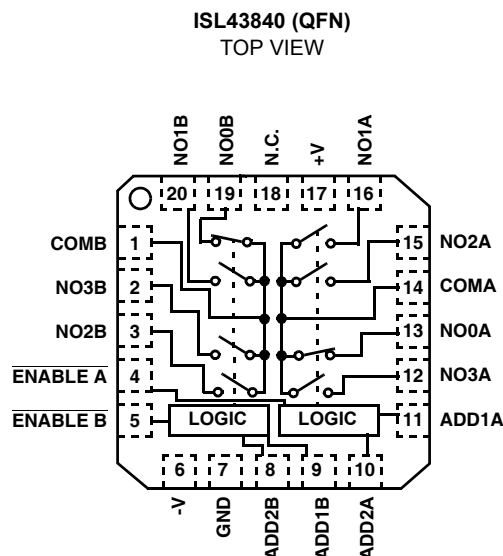 ISL43840 (QFN)
TOP VIEW
NO1B
NO0B
N.C.
+V
NO1A
20 19 18 17 16
COMB 1
15 NO2A
NO3B 2
14 COMA
NO2B 3
13 NO0A
ENABLE A 4
12 NO3A
ENABLE B 5
LOGIC
LOGIC
11 ADD1A
6 7 8 9 10
-V
GND
ADD2B
ADD1B
ADD2A